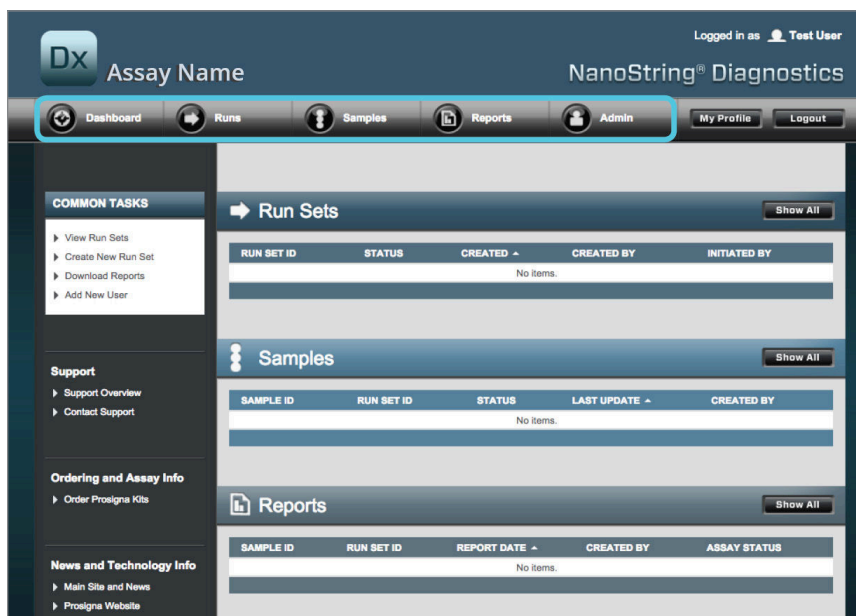 Logged in as Test User
Dx Assay Name
NanoString® Diagnostics
Dashboard Runs Samples Reports Admin My Profile Logout
COMMON TASKS
View Run Sets
Create New Run Set
Download Reports
Add New User
Support
Support Overview
Contact Support
Ordering and Assay Info
Order Prosigna Kits
News and Technology Info
Main Site and News
Prosigna Website
Run Sets Show All
RUN SET ID STATUS CREATED CREATED BY INITIATED BY
No items.
Samples Show All
SAMPLE ID RUN SET ID STATUS LAST UPDATE CREATED BY
No items.
Reports Show All
SAMPLE ID RUN SET ID REPORT DATE CREATED BY ASSAY STATUS
No items.